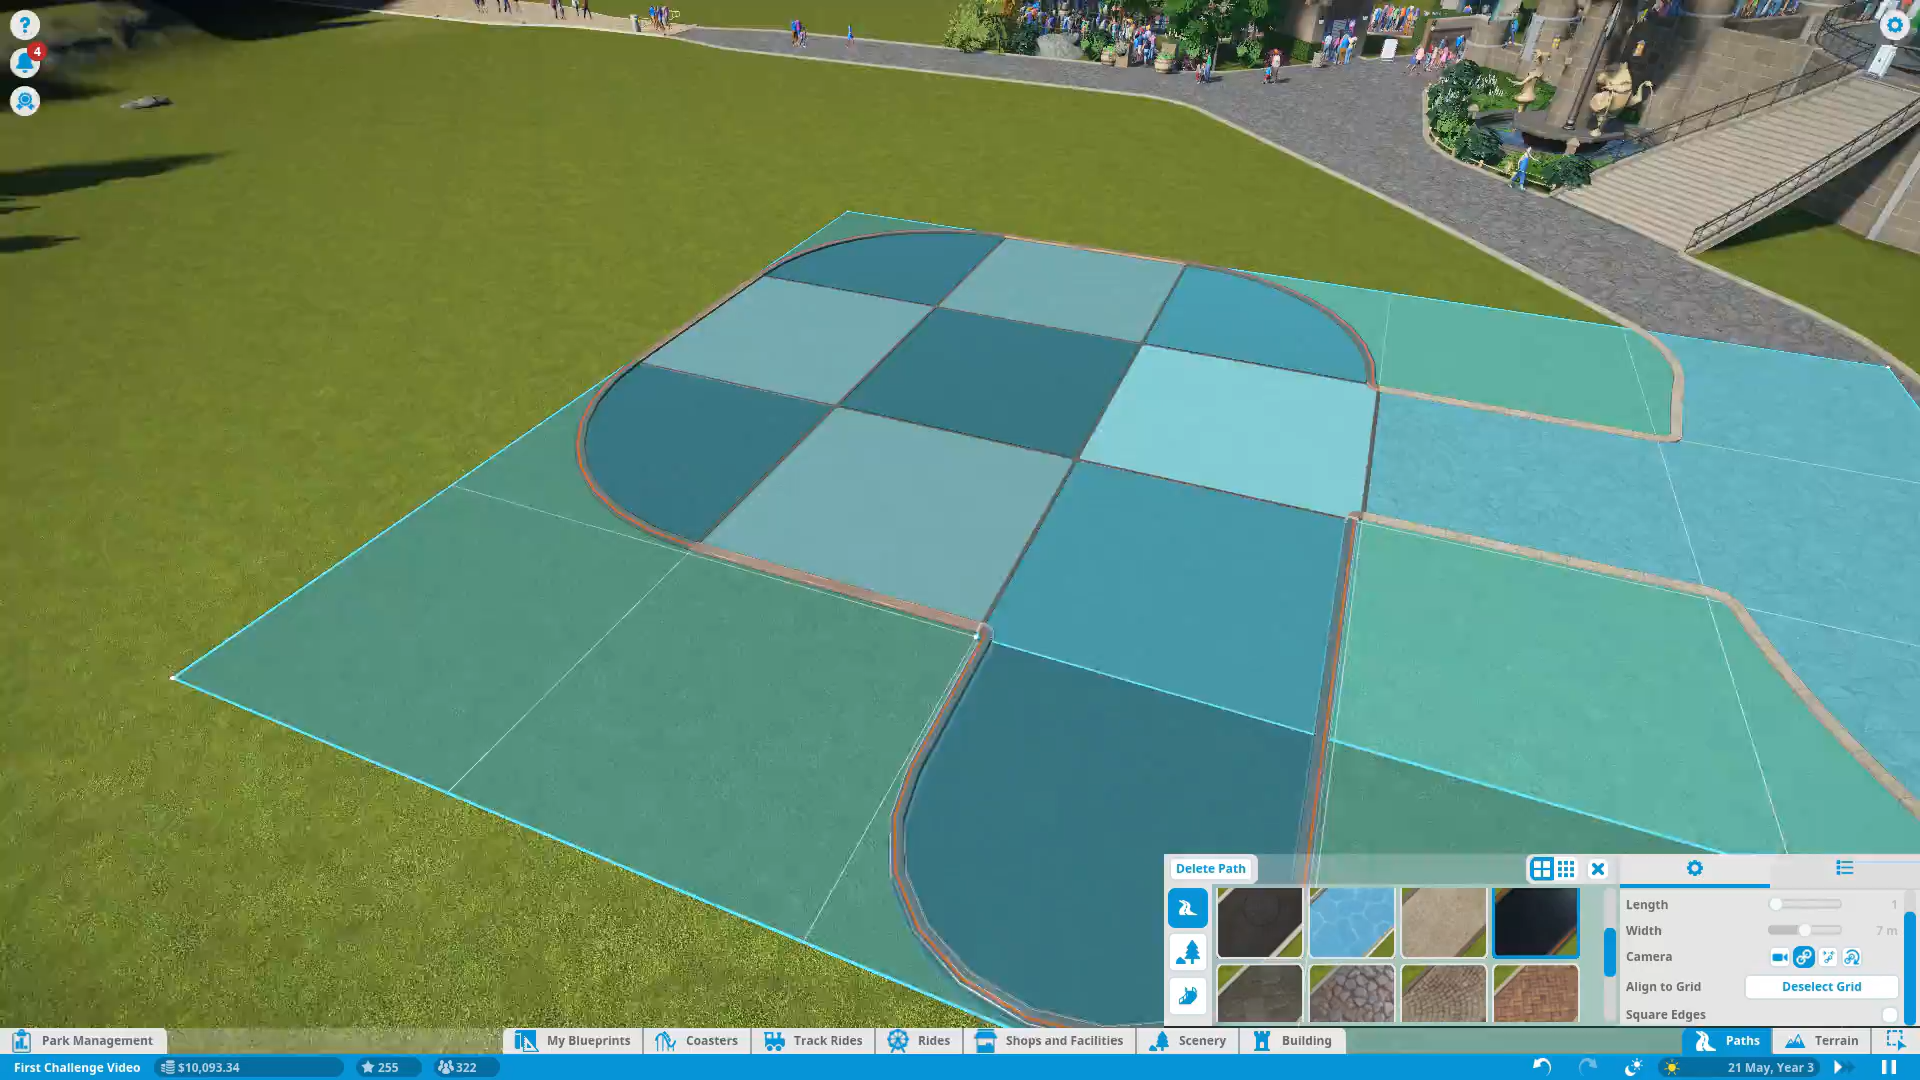 ?
4
Delete Path
Length 1
Width 7 m
Camera
Align to Grid Deselect Grid
Square Edges
Park Management My Blueprints Coasters Track Rides Rides Shops and Facilities Scenery Building Paths Terrain
First Challenge Video $10,093.34 255 322 21 May, Year 3